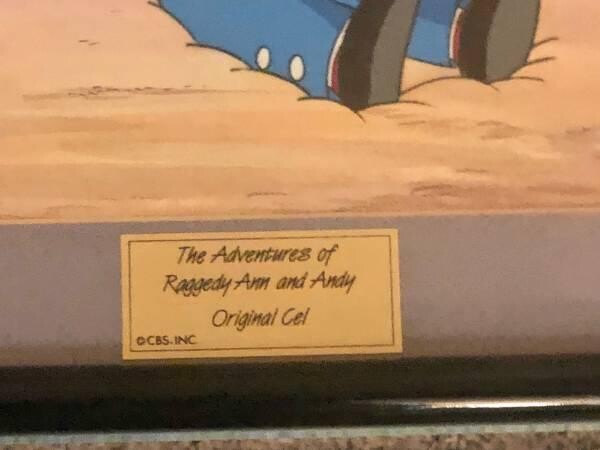 The Adventures of
Raggedy Ann and Andy
Original Cel
©CBS. INC